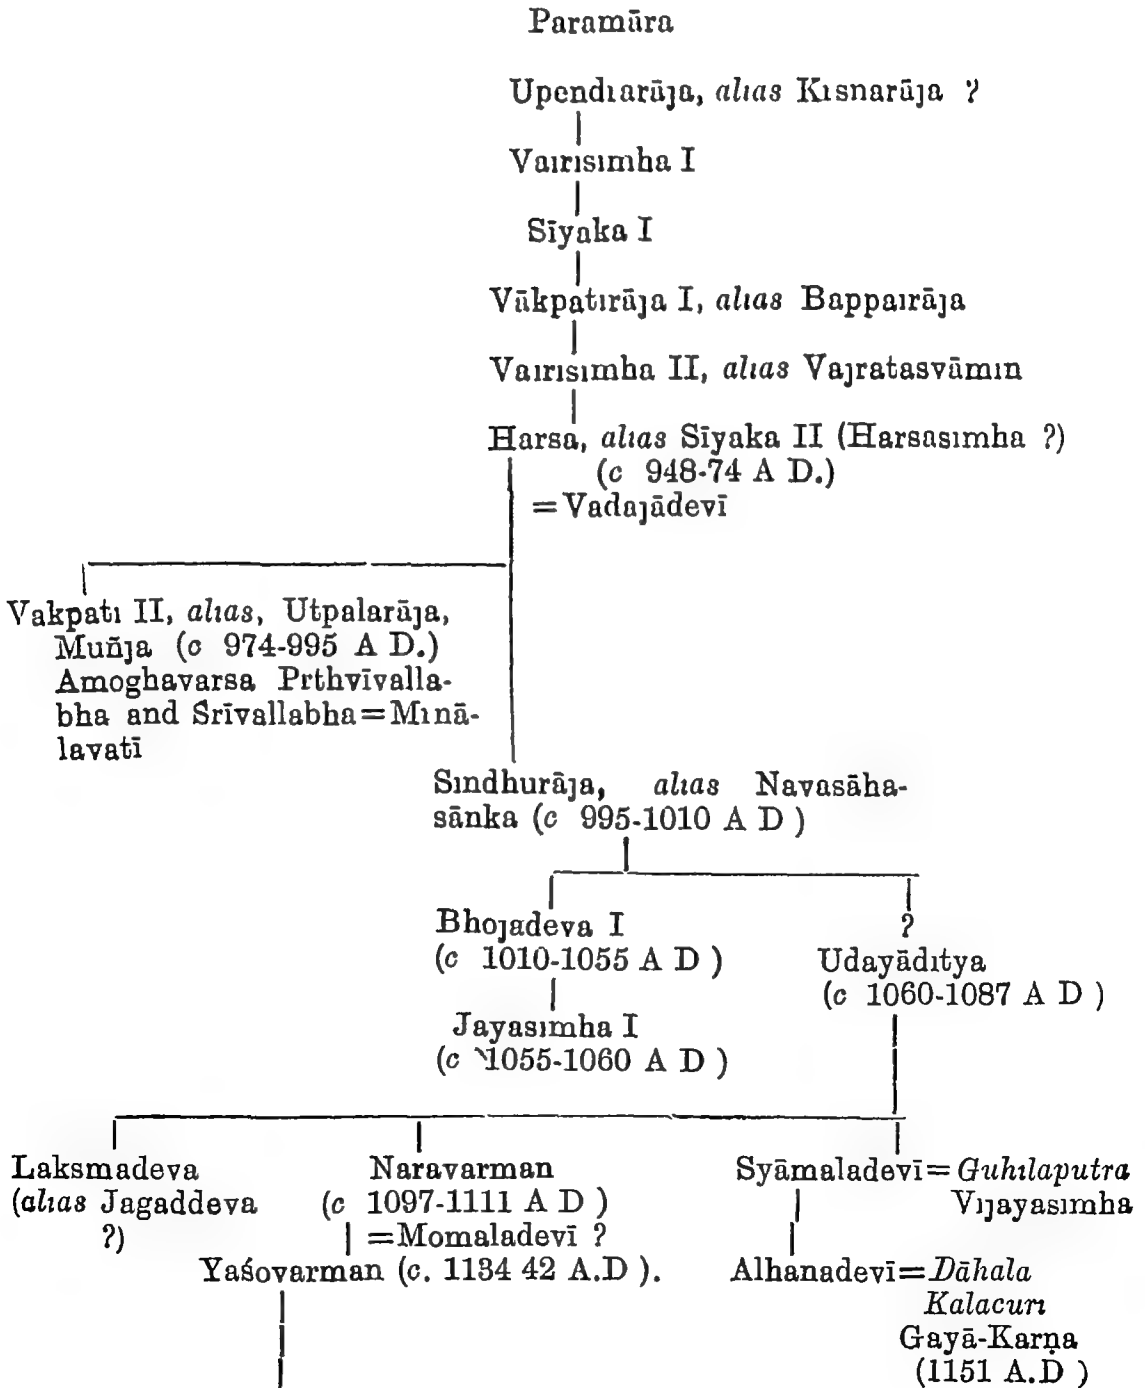 Paramāra
Upendiarāja, alias Kisnarāja ?
Vairisimha I
Sīyaka I
Vākpatirāja I, alias Bappairāja
Vairisimha II, alias Vajratasvāmin
Harsa, alias Sīyaka II (Harsasimha ?)
(c 948-74 A D.)
=Vadajādevī
Vakpati II, alias, Utpalarāja,
Muñja (c 974-995 A D.)
Amoghavarsa Prthvīvalla-
bha and Srīvallabha=Minā-
lavatī
Sindhurāja, alias Navasāha-
sānka (c 995-1010 A D )
Bhojadeva I
(c 1010-1055 A D )
Jayasimha I
(c 1055-1060 A D )
?
Udayāditya
(c 1060-1087 A D )
Laksmadeva
(alias Jagaddeva
?)
Naravarman
(c 1097-1111 A D )
=Momaladevī ?
Yaśovarman (c. 1134 42 A.D ).
Syāmaladevī=Guhilaputra
Vijayasimha
Alhanadevī=Dāhala
Kalacuri
Gayā-Karṇa
(1151 A.D )